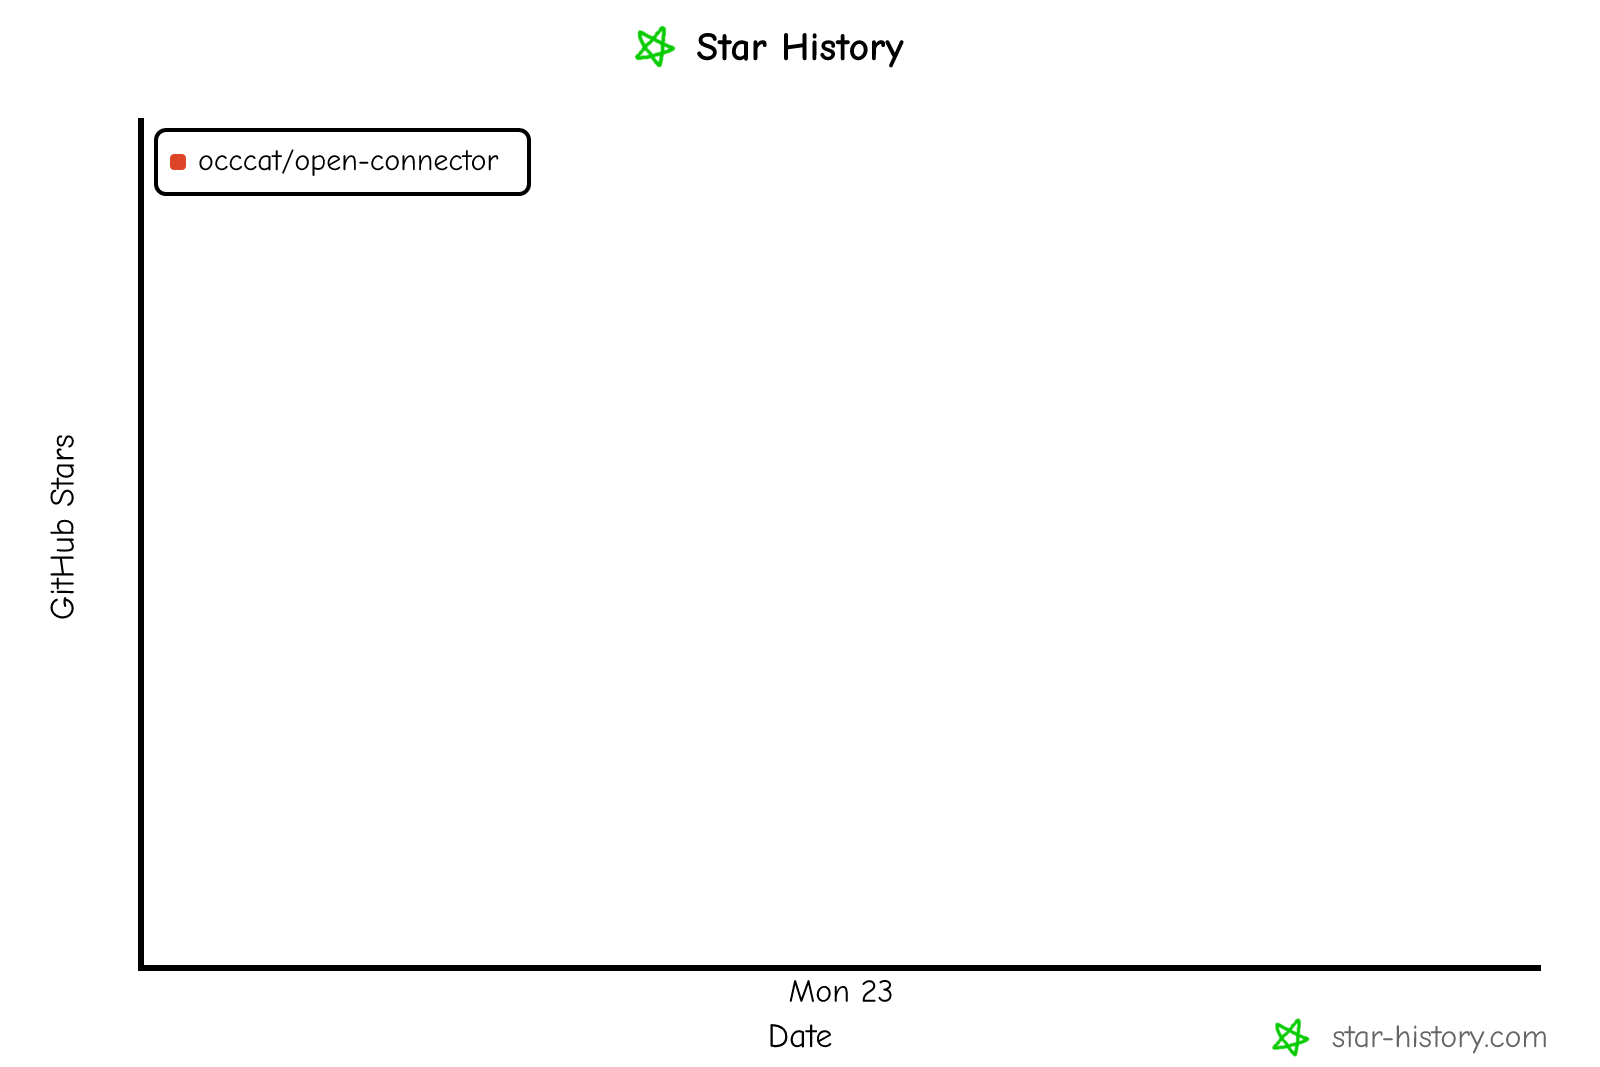 Star History
occcat/open-connector
GitHub Stars
Mon 23
Date
star-history.com